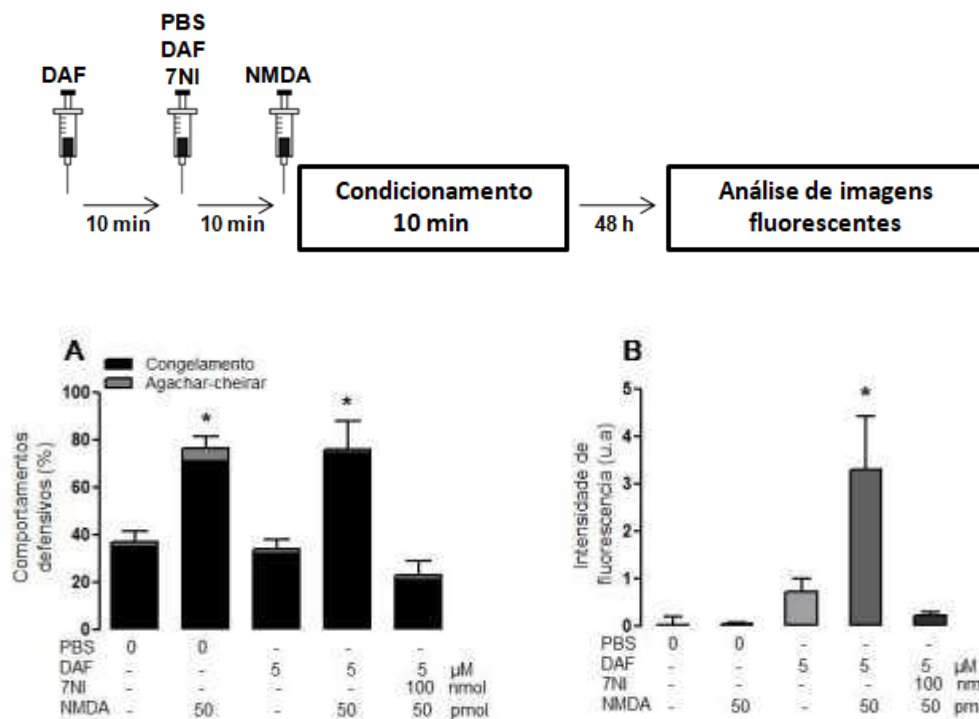 PBS
DAF
7NI
DAF
NMDA
10 min
10 min
Condicionamento
10 min
48 h
Análise de imagens
fluorescentes
A
Congelamento
Agachar-cheirar
Comportamentos
defensivos (%)
100
80
60
40
20
0
*
*
PBS 0 0 - - -
DAF - - 5 5 5 µM
7NI - - - - 100 nmol
NMDA - 50 - 50 50 pmol
B
Intensidade de
fluorescencia (u.a)
5
4
3
2
1
0
*
PBS 0 0 - - -
DAF - - 5 5 5 µM
7NI - - - - 100 nm
NMDA - 50 - 50 50 pm